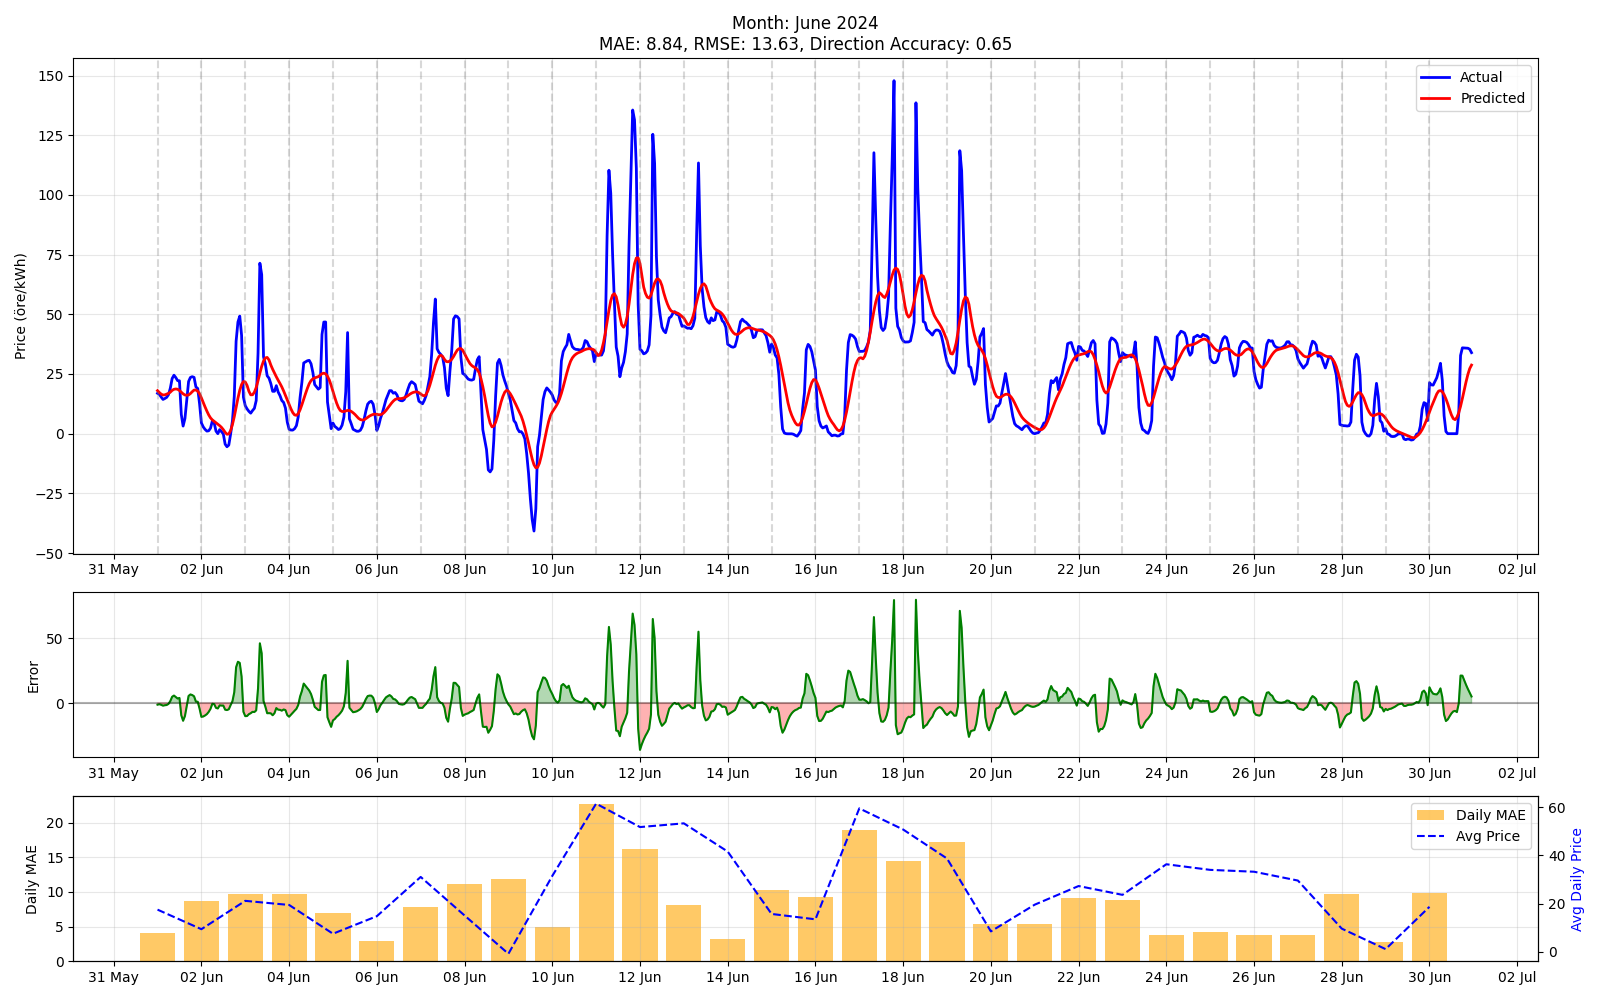 Month: June 2024
MAE: 8.84, RMSE: 13.63, Direction Accuracy: 0.65
Price (öre/kWh)
150
125
100
75
50
25
0
−25
−50
Actual
Predicted
31 May 02 Jun 04 Jun 06 Jun 08 Jun 10 Jun 12 Jun 14 Jun 16 Jun 18 Jun 20 Jun 22 Jun 24 Jun 26 Jun 28 Jun 30 Jun 02 Jul
Error
50
0
31 May 02 Jun 04 Jun 06 Jun 08 Jun 10 Jun 12 Jun 14 Jun 16 Jun 18 Jun 20 Jun 22 Jun 24 Jun 26 Jun 28 Jun 30 Jun 02 Jul
Daily MAE
20
15
10
5
0
Daily MAE
Avg Price
60
40
20
0
Avg Daily Price
31 May 02 Jun 04 Jun 06 Jun 08 Jun 10 Jun 12 Jun 14 Jun 16 Jun 18 Jun 20 Jun 22 Jun 24 Jun 26 Jun 28 Jun 30 Jun 02 Jul